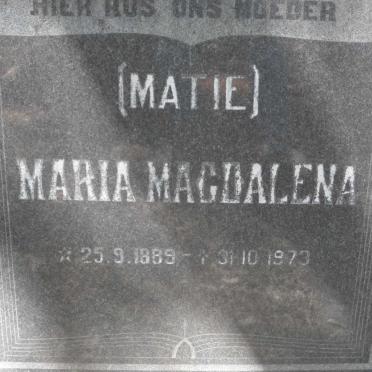 HIER RUS ONS MOEDER
(MATIE)
MARIA MAGDALENA
* 25.9.1889 - † 31.10.1973